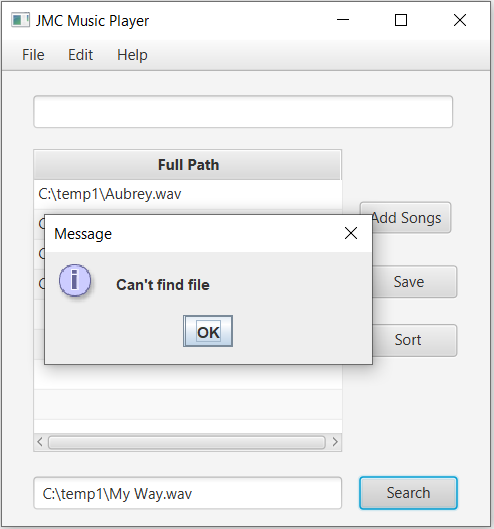 JMC Music Player
File Edit Help
Full Path
C:\temp1\Aubrey.wav
Add Songs
Message
Can't find file
OK
Save
Sort
C:\temp1\My Way.wav
Search